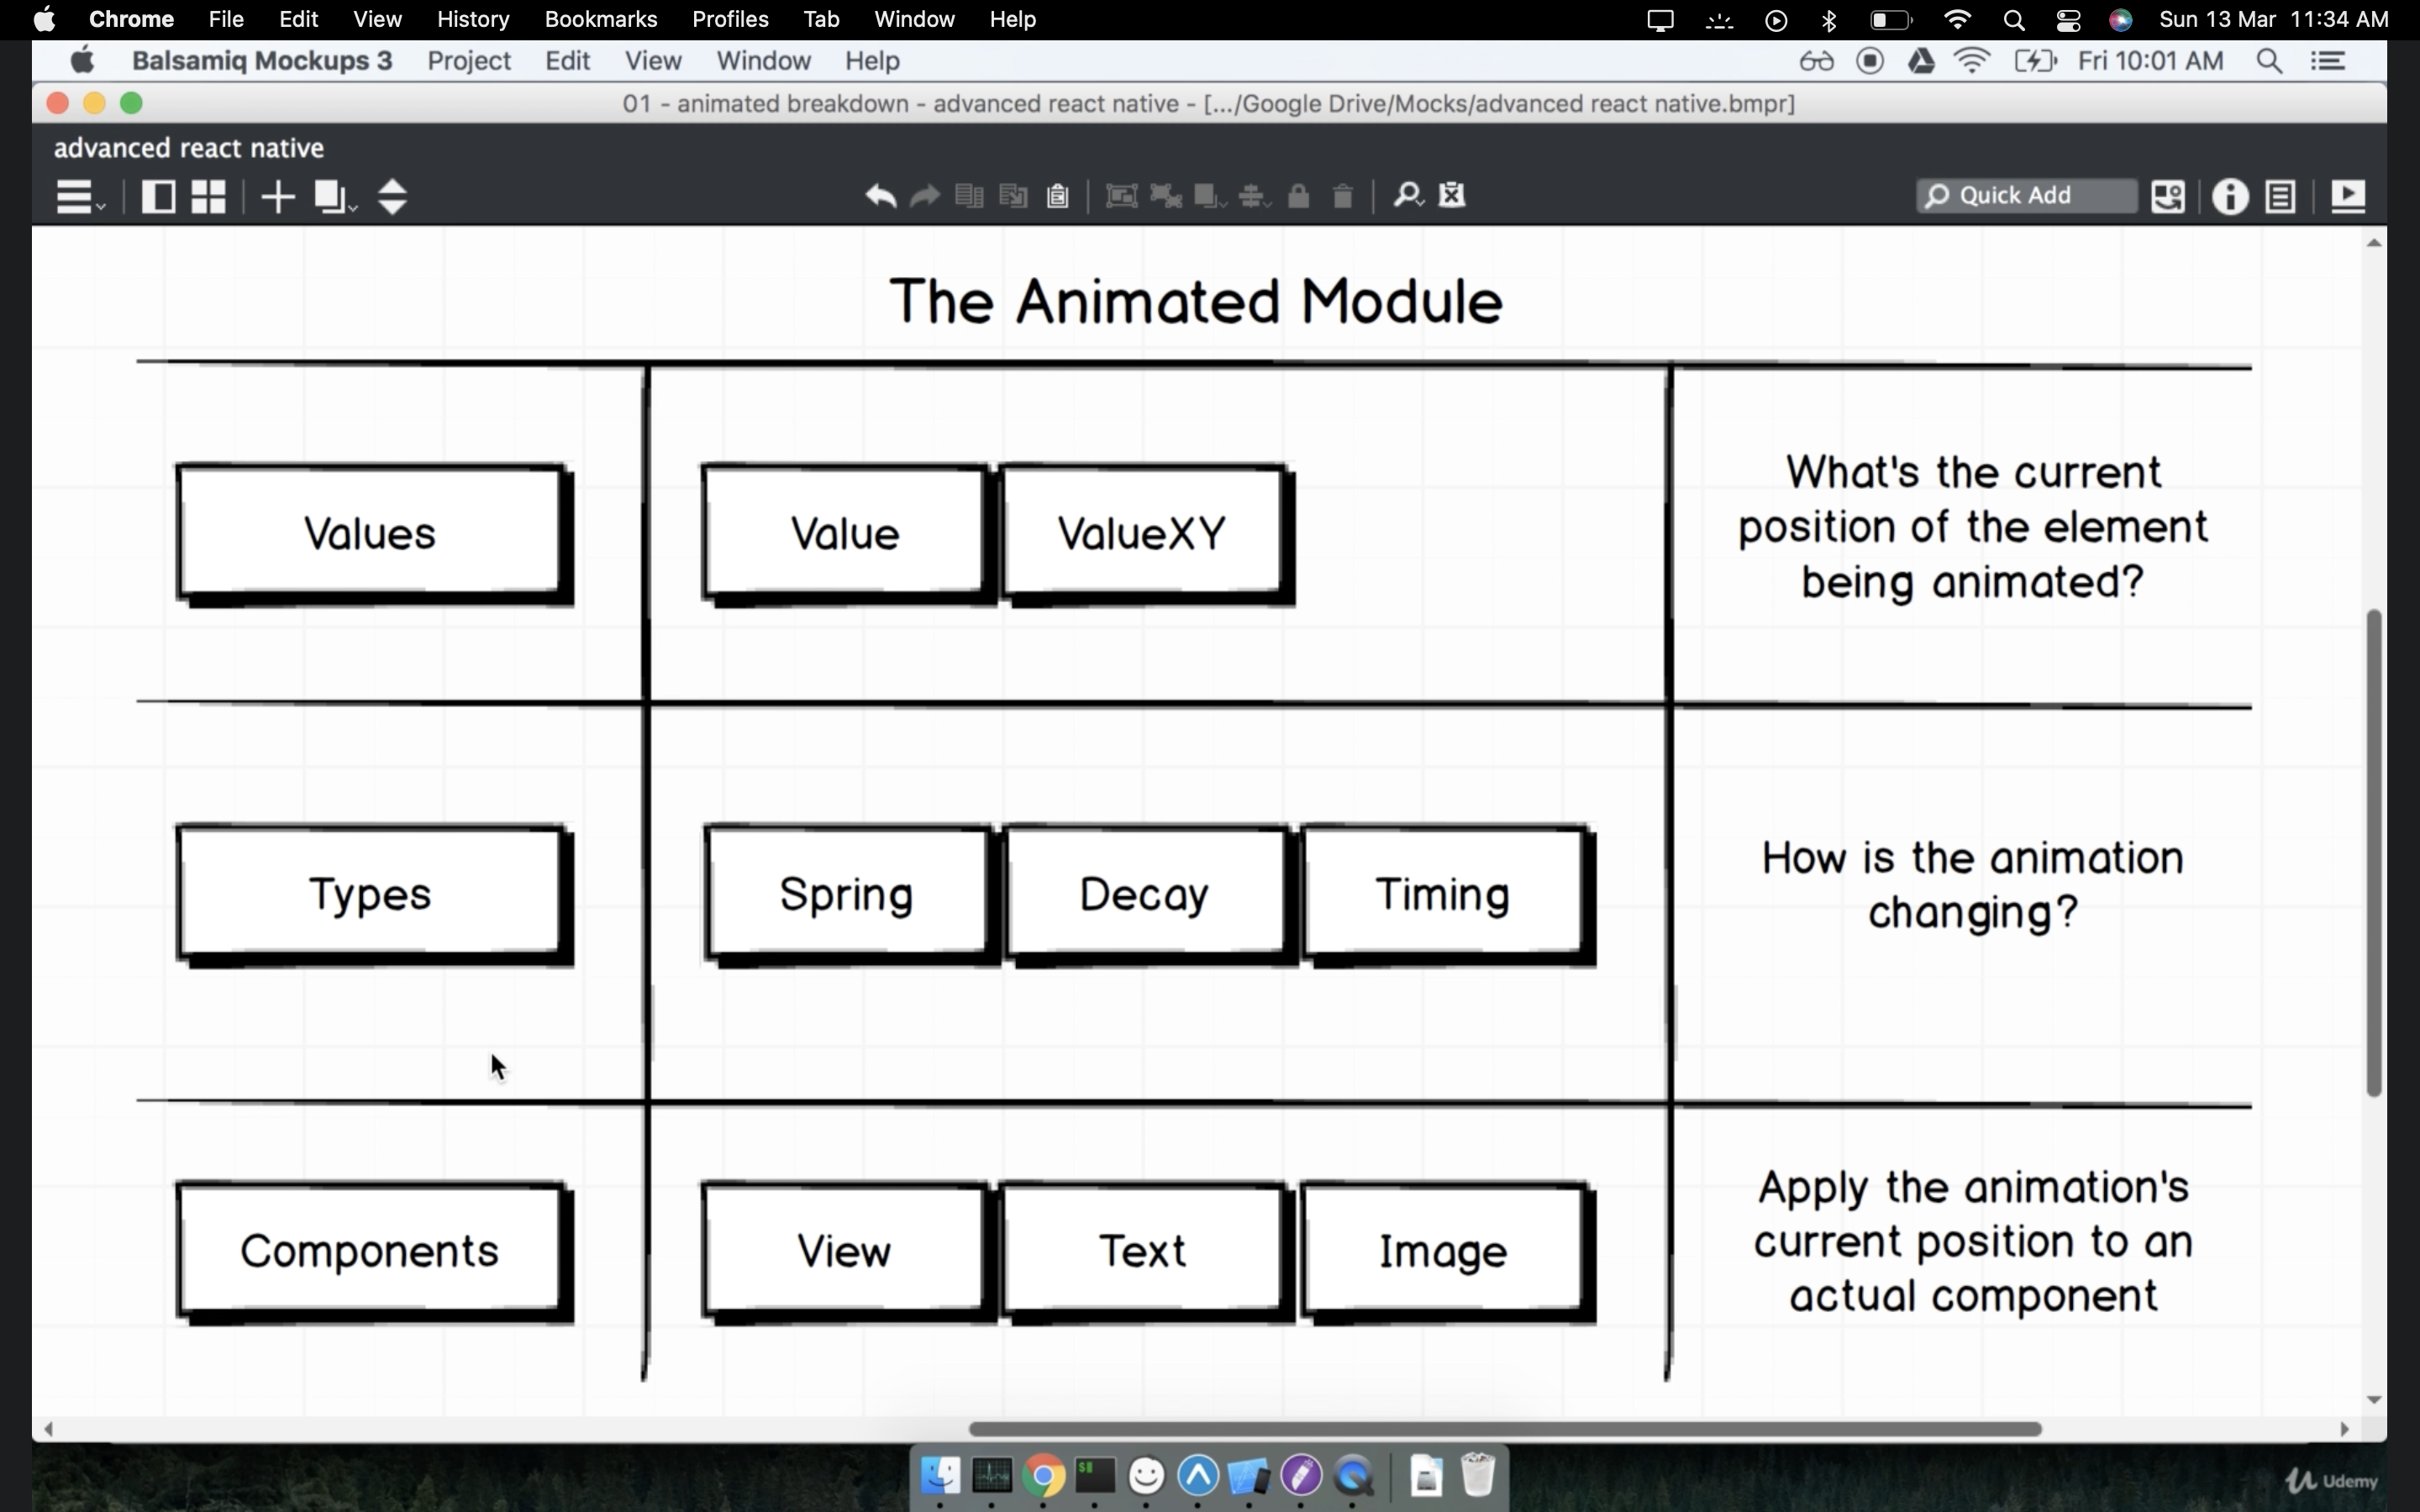 Chrome File Edit View History Bookmarks Profiles Tab Window Help Sun 13 Mar 11:34 AM
Balsamiq Mockups 3 Project Edit View Window Help Fri 10:01 AM
01 - animated breakdown - advanced react native - [.../Google Drive/Mocks/advanced react native.bmpr]
advanced react native
Quick Add
The Animated Module
Values
Value
ValueXY
What's the current
position of the element
being animated?
Types
Spring
Decay
Timing
How is the animation
changing?
Components
View
Text
Image
Apply the animation's
current position to an
actual component
Udemy